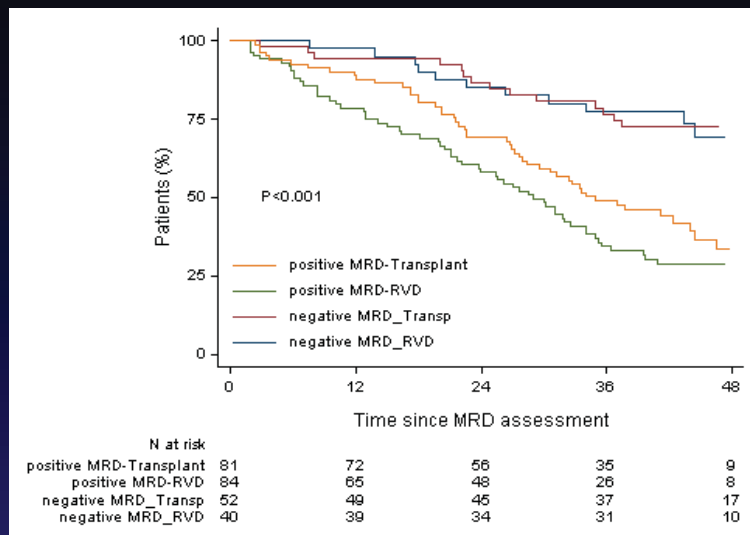 100
75
50
25
0
Patients (%)
P<0.001
positive MRD-Transplant
positive MRD-RVD
negative MRD_Transp
negative MRD_RVD
0 12 24 36 48
Time since MRD assessment
N at risk
positive MRD-Transplant 81 72 56 35 9
positive MRD-RVD 84 65 48 26 8
negative MRD_Transp 52 49 45 37 17
negative MRD_RVD 40 39 34 31 10